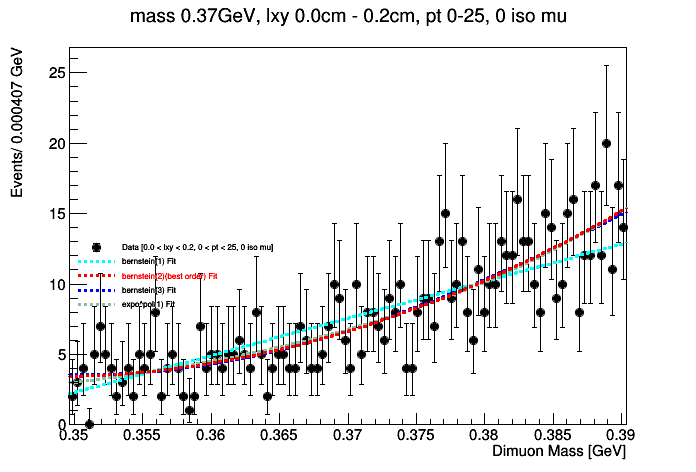 mass 0.37GeV, lxy 0.0cm - 0.2cm, pt 0-25, 0 iso mu
Events/ 0.000407 GeV
25
20
15
10
5
0
Data [0.0 < lxy < 0.2, 0 < pt < 25, 0 iso mu]
bernstein(1) Fit
bernstein(2)(best order) Fit
bernstein(3) Fit
expo*pol(1) Fit
0.35 0.355 0.36 0.365 0.37 0.375 0.38 0.385 0.39
Dimuon Mass [GeV]